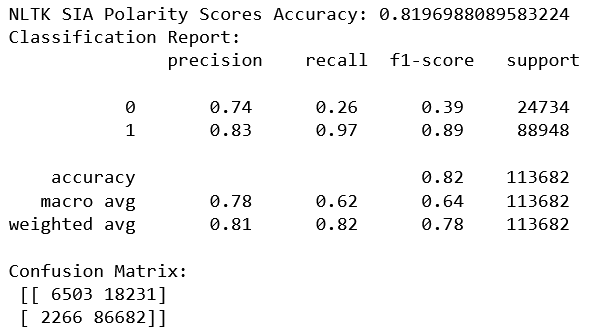 NLTK SIA Polarity Scores Accuracy: 0.8196988089583224
Classification Report:
precision recall f1-score support
0 0.74 0.26 0.39 24734
1 0.83 0.97 0.89 88948
accuracy 0.82 113682
macro avg 0.78 0.62 0.64 113682
weighted avg 0.81 0.82 0.78 113682
Confusion Matrix:
[[ 6503 18231]
[ 2266 86682]]